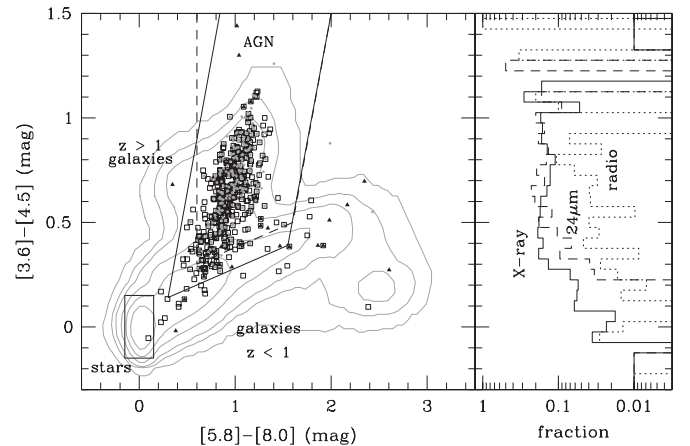 1.5
1
0.5
0
[3.6]−[4.5] (mag)
AGN
z > 1
galaxies
galaxies
z < 1
stars
0
1
2
3
[5.8]−[8.0] (mag)
X-ray
24μm
radio
1
0.1
0.01
fraction